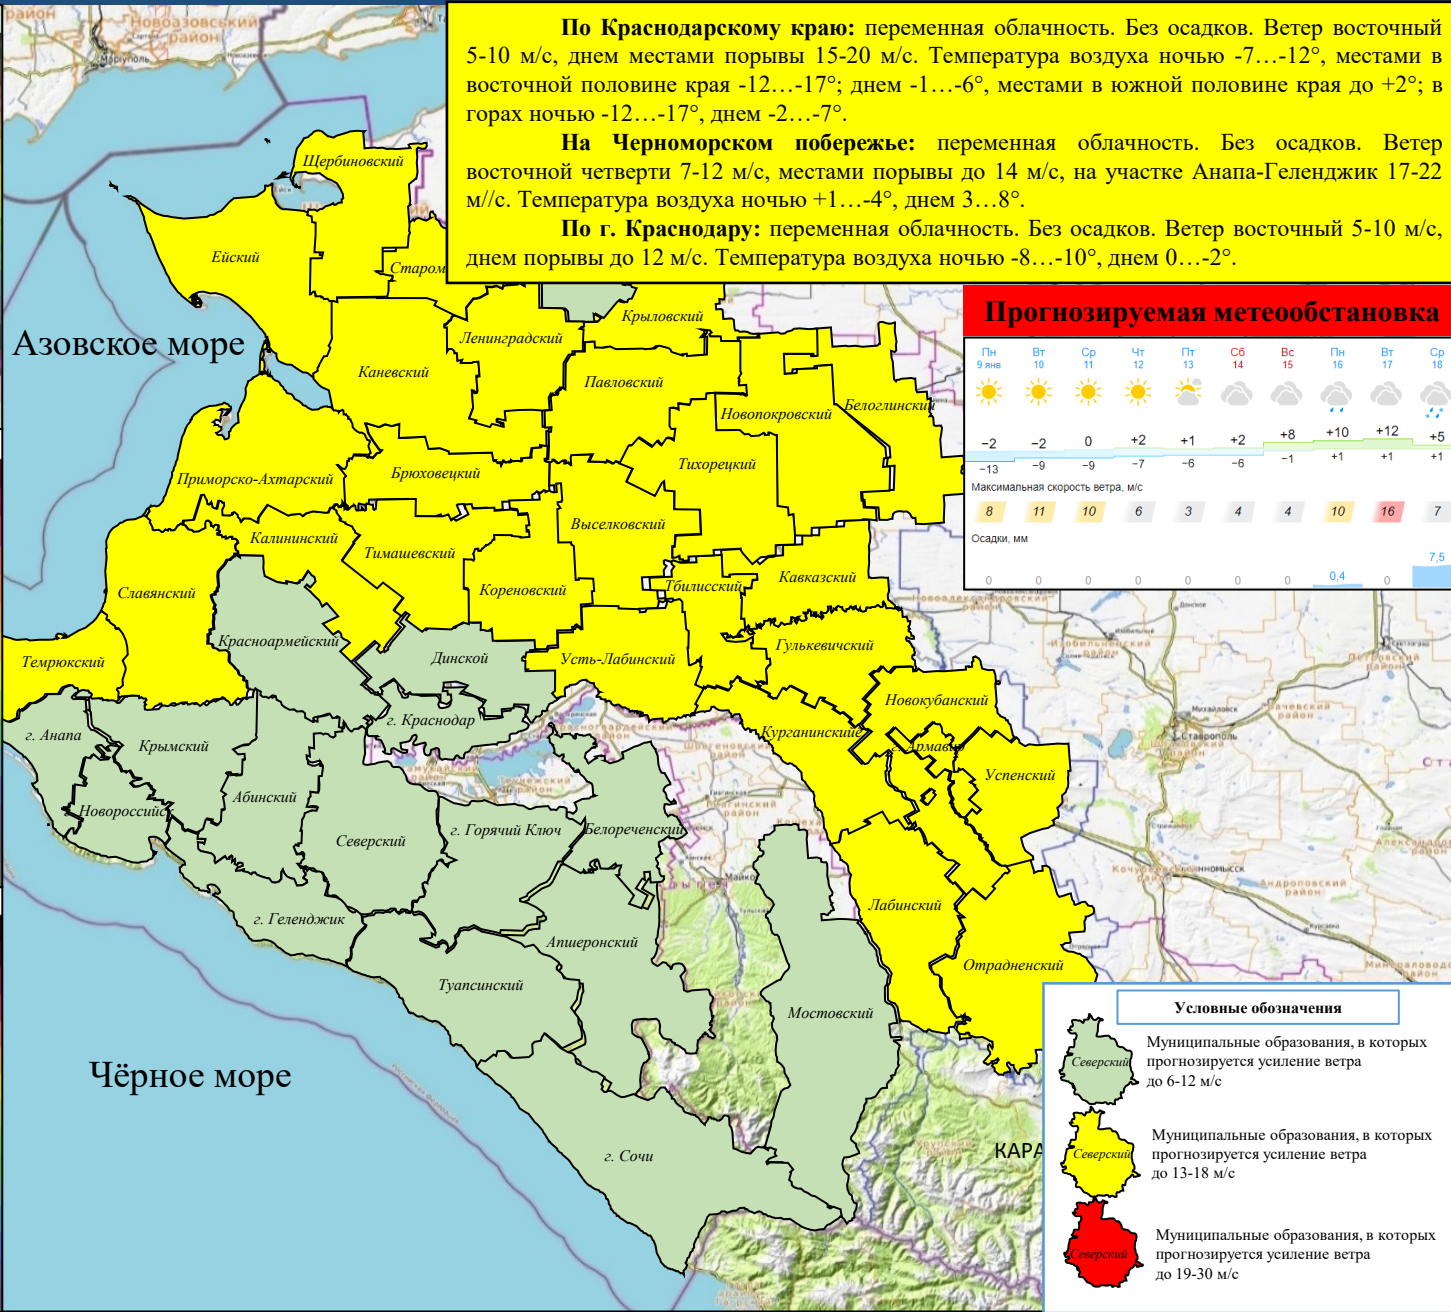 По Краснодарскому краю: переменная облачность. Без осадков. Ветер восточный
5-10 м/с, днем местами порывы 15-20 м/с. Температура воздуха ночью -7…-12°, местами в
восточной половине края -12…-17°; днем -1…-6°, местами в южной половине края до +2°; в
горах ночью -12…-17°, днем -2…-7°.
На Черноморском побережье: переменная облачность. Без осадков. Ветер
восточной четверти 7-12 м/с, местами порывы до 14 м/с, на участке Анапа-Геленджик 17-22
м//с. Температура воздуха ночью +1…-4°, днем 3…8°.
По г. Краснодару: переменная облачность. Без осадков. Ветер восточный 5-10 м/с,
днем порывы до 12 м/с. Температура воздуха ночью -8…-10°, днем 0…-2°.
Прогнозируемая метеообстановка
Пн Вт Ср Чт Пт Сб Вс Пн Вт Ср
9 янв 10 11 12 13 14 15 16 17 18
−2 −2 0 +2 +1 +2 +8 +10 +12 +5
−13 −9 −9 −7 −6 −6 −1 +1 +1 +1
Максимальная скорость ветра, м/с
8 11 10 6 3 4 4 10 16 7
Осадки, мм
0 0 0 0 0 0 0 0,4 0 7,5
район
Новоазовський
район
Маріуполь
Щербиновский
Ейский
Старом
Крыловский
Ленинградский
Азовское море
Каневский
Павловский
Новопокровский
Белоглинский
Тихорецкий
Приморско-Ахтарский
Брюховецкий
Выселковский
Калининский
Тимашевский
Кореновский
Тбилисский
Кавказский
Славянский
Красноармейский
Динской
Усть-Лабинский
Гулькевичский
Темрюкский
Новокубанский
г. Анапа
г. Краснодар
Крымский
Курганинский
г. Армавир
Успенский
Абинский
Новороссийск
Северский
г. Горячий Ключ
Белореченский
Лабинский
г. Геленджик
Апшеронский
Отрадненский
Туапсинский
Мостовский
Чёрное море
г. Сочи
Майко
Ставрополь
Михайловск
КАРА
Условные обозначения
Северский
Муниципальные образования, в которых
прогнозируется усиление ветра
до 6-12 м/с
Северский
Муниципальные образования, в которых
прогнозируется усиление ветра
до 13-18 м/с
Северский
Муниципальные образования, в которых
прогнозируется усиление ветра
до 19-30 м/с